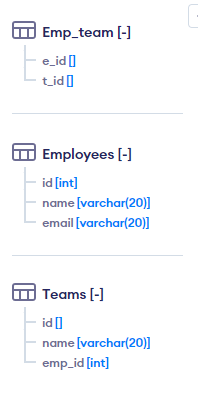 Emp_team [-]
e_id []
t_id []
Employees [-]
id [int]
name [varchar(20)]
email [varchar(20)]
Teams [-]
id []
name [varchar(20)]
emp_id [int]